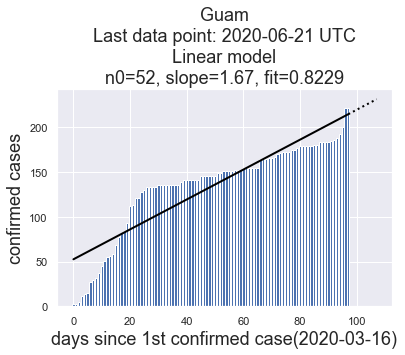 Guam
Last data point: 2020-06-21 UTC
Linear model
n0=52, slope=1.67, fit=0.8229
confirmed cases
200
150
100
50
0
0 20 40 60 80 100
days since 1st confirmed case(2020-03-16)